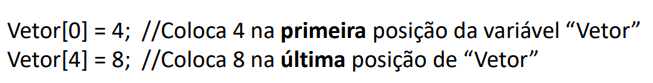 Vetor[0] = 4;  //Coloca 4 na primeira posição da variável “Vetor”
Vetor[4] = 8;  //Coloca 8 na última posição de “Vetor”